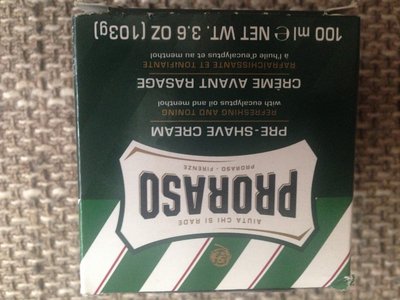 AIUTA CHI SI RADE
PRORASO
PRORASO - FIRENZE
PRE-SHAVE CREAM
REFRESHING AND TONING
with eucalyptus oil and menthol
CRÈME AVANT RASAGE
RAFRAICHISSANTE ET TONIFIANTE
à l'huile d'eucalyptus et au menthol
100 ml ℮ NET WT. 3.6 OZ (103g)